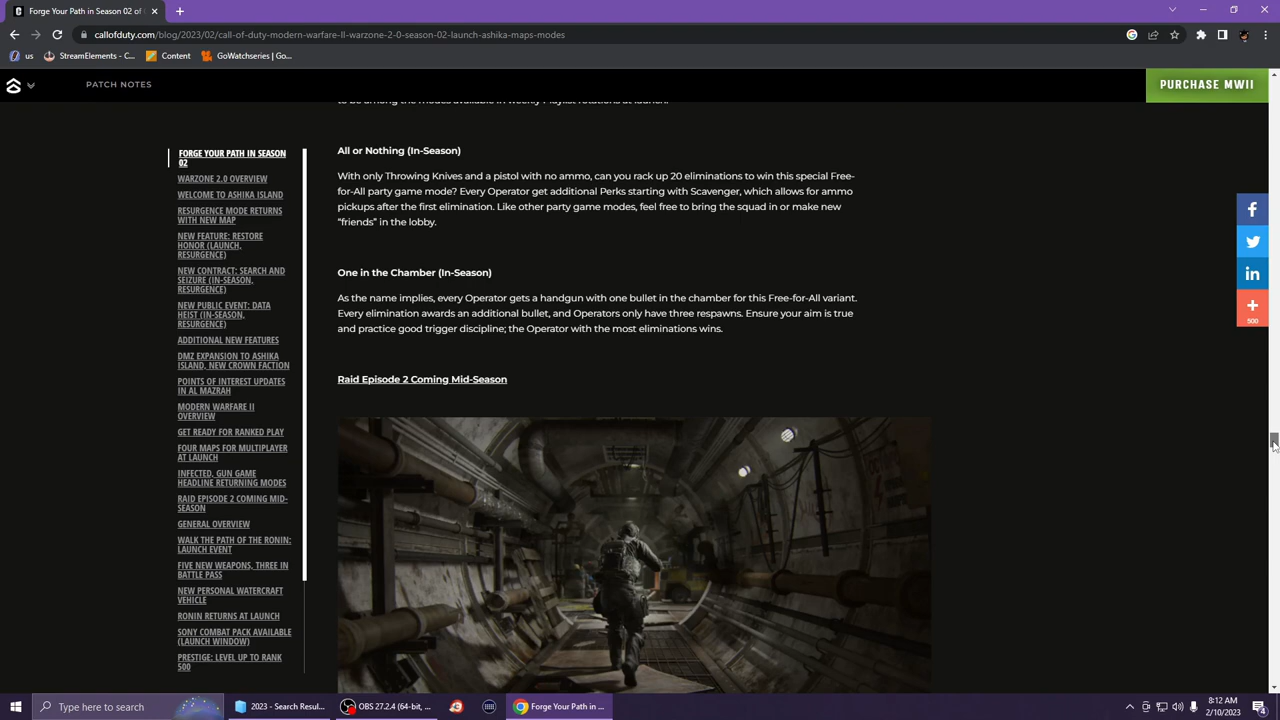 Forge Your Path in
callofduty.com/blog/2023/02/call-of-duty-modern-warfare-ii-warzone-2-0-season-02-launch-ashika-maps-modes
us
StreamElements - C...
Content
GoWatchseries | Go...
PATCH NOTES
PURCHASE MWII
FORGE YOUR PATH IN SEASON
02
WARZONE 2.0 OVERVIEW
WELCOME TO ASHIKA ISLAND
RESURGENCE MODE RETURNS
WITH NEW MAP
NEW FEATURE: RESTORE
HONOR (LAUNCH,
RESURGENCE)
NEW CONTRACT: SEARCH AND
SEIZURE (IN-SEASON,
RESURGENCE)
NEW PUBLIC EVENT: DATA
HEIST (IN-SEASON,
RESURGENCE)
ADDITIONAL NEW FEATURES
DMZ EXPANSION TO ASHIKA
ISLAND, NEW CROWN FACTION
POINTS OF INTEREST UPDATES
IN AL MAZRAH
MODERN WARFARE II
OVERVIEW
GET READY FOR RANKED PLAY
FOUR MAPS FOR MULTIPLAYER
AT LAUNCH
INFECTED, GUN GAME
HEADLINE RETURNING MODES
RAID EPISODE 2 COMING MID-
SEASON
GENERAL OVERVIEW
WALK THE PATH OF THE RONIN:
LAUNCH EVENT
FIVE NEW WEAPONS, THREE IN
BATTLE PASS
NEW PERSONAL WATERCRAFT
VEHICLE
RONIN RETURNS AT LAUNCH
SONY COMBAT PACK AVAILABLE
(LAUNCH WINDOW)
PRESTIGE: LEVEL UP TO RANK
500
to be among the modes available in weekly Playlist rotations at launch.
All or Nothing (In-Season)
With only Throwing Knives and a pistol with no ammo, can you rack up 20 eliminations to win this special Free-
for-All party game mode? Every Operator get additional Perks starting with Scavenger, which allows for ammo
pickups after the first elimination. Like other party game modes, feel free to bring the squad in or make new
“friends” in the lobby.
One in the Chamber (In-Season)
As the name implies, every Operator gets a handgun with one bullet in the chamber for this Free-for-All variant.
Every elimination awards an additional bullet, and Operators only have three respawns. Ensure your aim is true
and practice good trigger discipline; the Operator with the most eliminations wins.
Raid Episode 2 Coming Mid-Season
500
Type here to search
2023 - Search Resul...
OBS 27.2.4 (64-bit, ...
Forge Your Path in ...
8:12 AM
2/10/2023